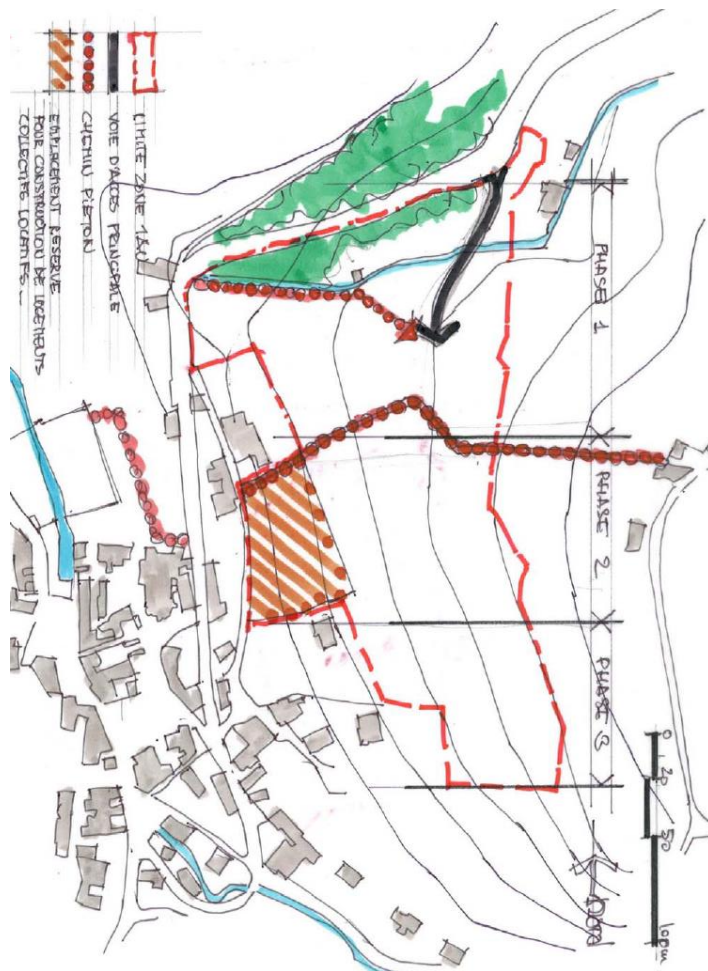 LIMITE ZONE 1AU
VOIE D'ACCES PRINCIPALE
CHEMIN PIETON
EMPLACEMENT RESERVE
POUR CONSTRUCTION DE LOGEMENTS
COLLECTIFS LOCATIFS...
PHASE 1
PHASE 2
PHASE 3
0
20
50
100m